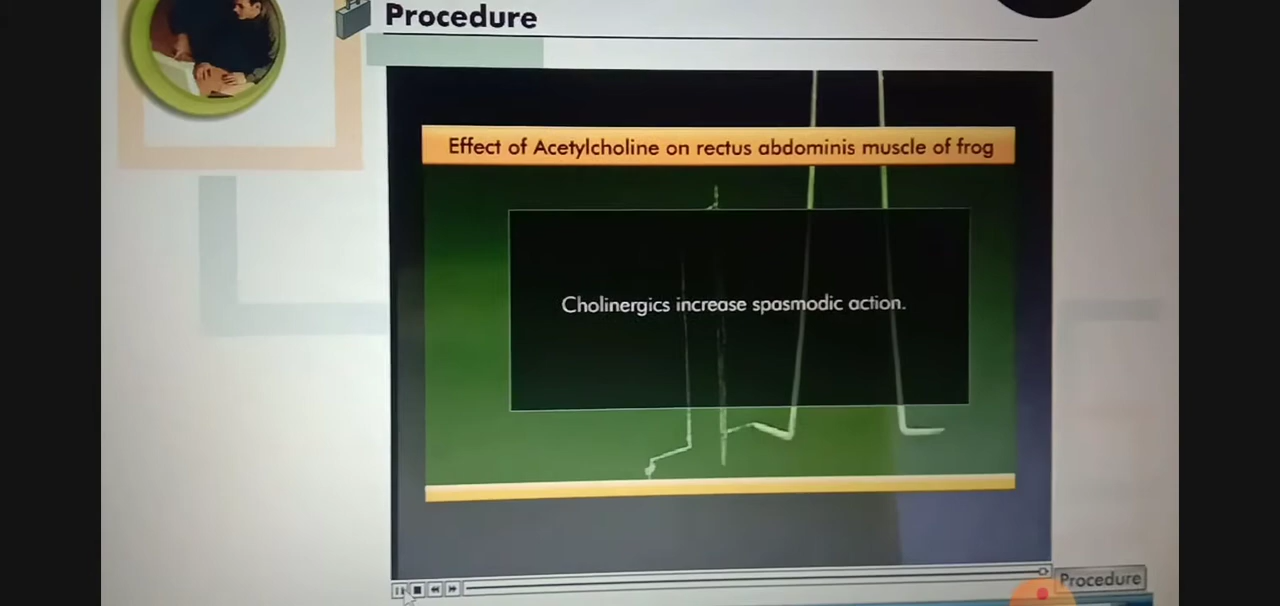 Procedure
Effect of Acetylcholine on rectus abdominis muscle of frog
Cholinergics increase spasmodic action.
Procedure